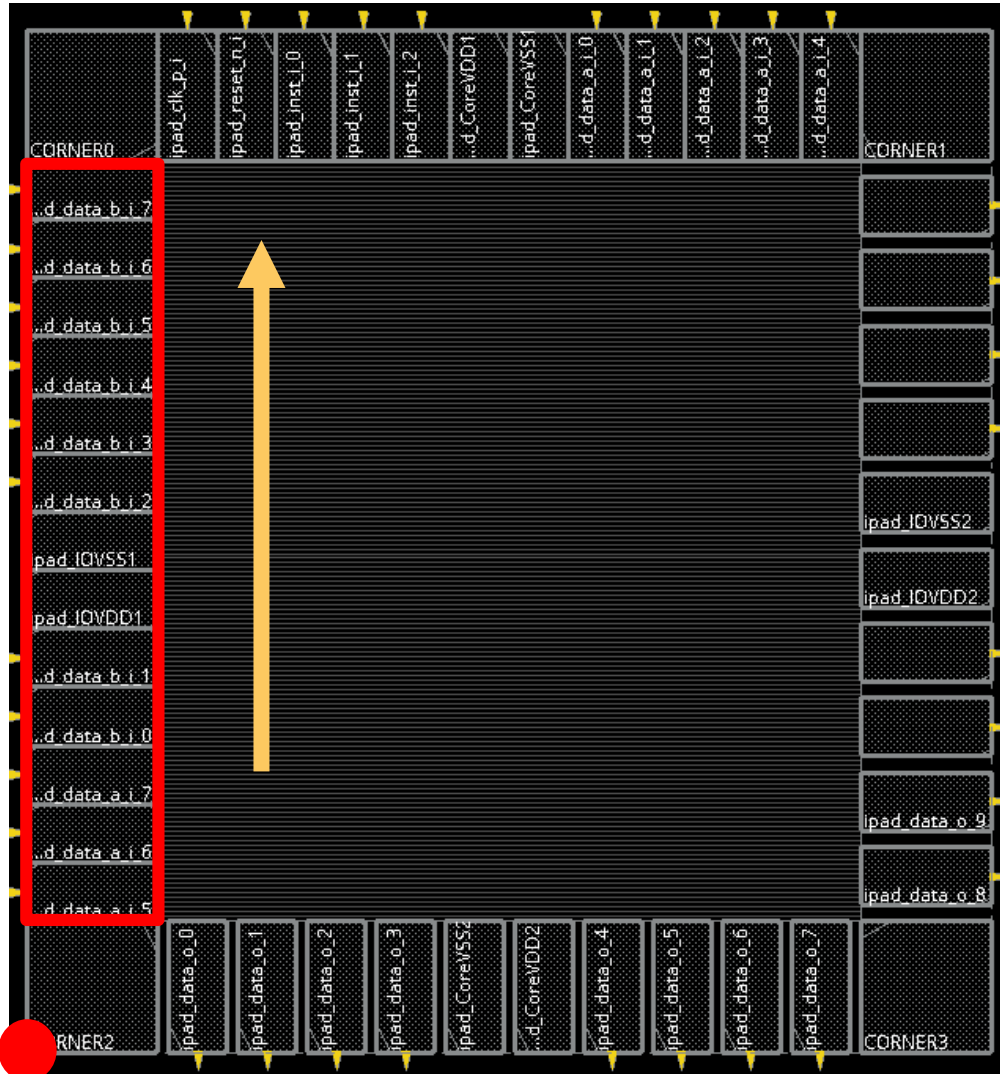 ipad_clk_p_i
ipad_reset_n_i
ipad_inst_i_0
ipad_inst_i_1
ipad_inst_i_2
...d_CoreVDD1
ipad_CoreVSS1
...d_data_a_i_0
...d_data_a_i_1
...d_data_a_i_2
...d_data_a_i_3
...d_data_a_i_4
CORNER0
CORNER1
...d_data_b_i_7
...d_data_b_i_6
...d_data_b_i_5
...d_data_b_i_4
...d_data_b_i_3
...d_data_b_i_2
ipad_IOVSS1
ipad_IOVDD1
...d_data_b_i_1
...d_data_b_i_0
...d_data_a_i_7
...d_data_a_i_6
...d_data_a_i_5
ipad_IOVSS2
ipad_IOVDD2
ipad_data_o_9
ipad_data_o_8
ipad_data_o_0
ipad_data_o_1
ipad_data_o_2
ipad_data_o_3
ipad_CoreVSS2
...d_CoreVDD2
ipad_data_o_4
ipad_data_o_5
ipad_data_o_6
ipad_data_o_7
RNER2
CORNER3